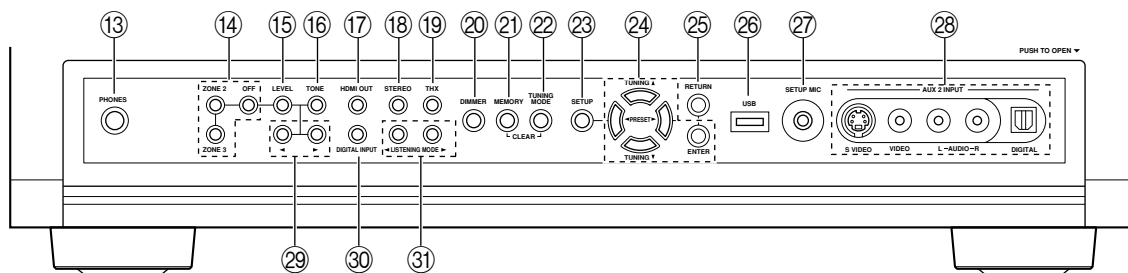 ⑬ ⑭ ⑮ ⑯ ⑰ ⑱ ⑲ ⑳ ㉑ ㉒ ㉓ ㉔ ㉕ ㉖ ㉗ ㉘
PUSH TO OPEN ▼
PHONES
ZONE 2 OFF LEVEL TONE HDMI OUT STEREO THX
DIMMER MEMORY TUNING MODE SETUP
CLEAR
TUNING ▲
◄PRESET►
TUNING ▼
RETURN
ENTER
USB
SETUP MIC
AUX 2 INPUT
S VIDEO VIDEO L–AUDIO–R DIGITAL
ZONE 3 ◄ ► DIGITAL INPUT ◄ LISTENING MODE ►
㉙ ㉚ ㉛